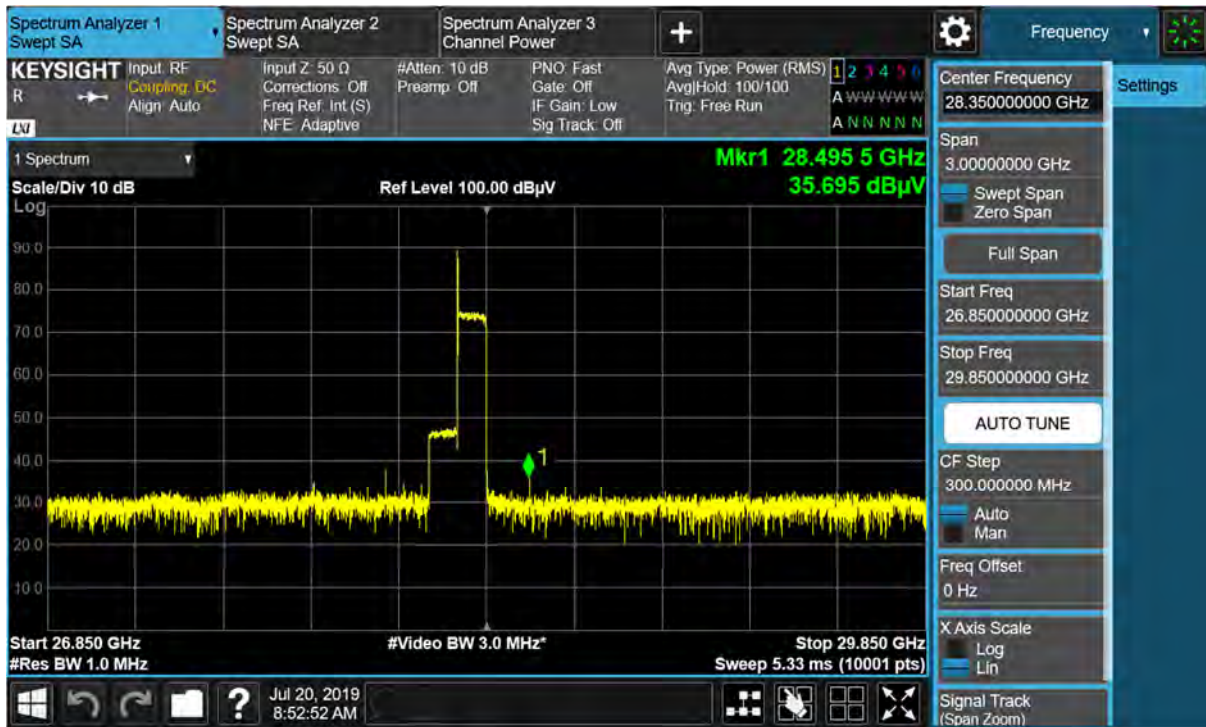 Spectrum Analyzer 1
Swept SA
Spectrum Analyzer 2
Swept SA
Spectrum Analyzer 3
Channel Power
+
Frequency
KEYSIGHT
R
LXI
Input: RF
Coupling: DC
Align: Auto
Input Z: 50 Ω
Corrections: Off
Freq Ref: Int (S)
NFE: Adaptive
#Atten: 10 dB
Preamp: Off
PNO: Fast
Gate: Off
IF Gain: Low
Sig Track: Off
Avg Type: Power (RMS)
Avg|Hold: 100/100
Trig: Free Run
1 2 3 4 5 6
A W W W W W
A N N N N N
1 Spectrum
Scale/Div 10 dB
Log
Ref Level 100.00 dBµV
Mkr1 28.495 5 GHz
35.695 dBµV
90.0
80.0
70.0
60.0
50.0
40.0
30.0
20.0
10.0
1
Start 26.850 GHz
#Res BW 1.0 MHz
#Video BW 3.0 MHz*
Stop 29.850 GHz
Sweep 5.33 ms (10001 pts)
Center Frequency
28.350000000 GHz
Settings
Span
3.00000000 GHz
Swept Span
Zero Span
Full Span
Start Freq
26.850000000 GHz
Stop Freq
29.850000000 GHz
AUTO TUNE
CF Step
300.000000 MHz
Auto
Man
Freq Offset
0 Hz
X Axis Scale
Log
Lin
Signal Track
(Span Zoom)
?
Jul 20, 2019
8:52:52 AM